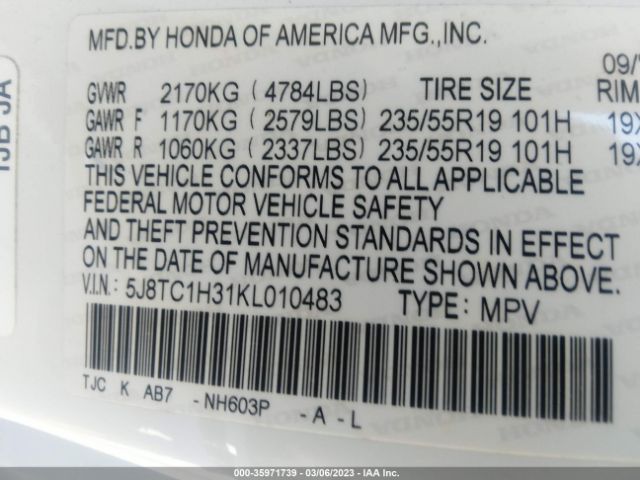 MFD.BY HONDA OF AMERICA MFG.,INC.
09/
GVWR 2170KG ( 4784LBS) TIRE SIZE RIM
GAWR F 1170KG ( 2579LBS) 235/55R19 101H 19X
GAWR R 1060KG ( 2337LBS) 235/55R19 101H 19X
THIS VEHICLE CONFORMS TO ALL APPLICABLE
FEDERAL MOTOR VEHICLE SAFETY
AND THEFT PREVENTION STANDARDS IN EFFECT
ON THE DATE OF MANUFACTURE SHOWN ABOVE.
V.I.N.: 5J8TC1H31KL010483 TYPE: MPV
TJC K AB7 -NH603P -A -L
TJB JA
000-35971739 - 03/06/2023 - IAA Inc.